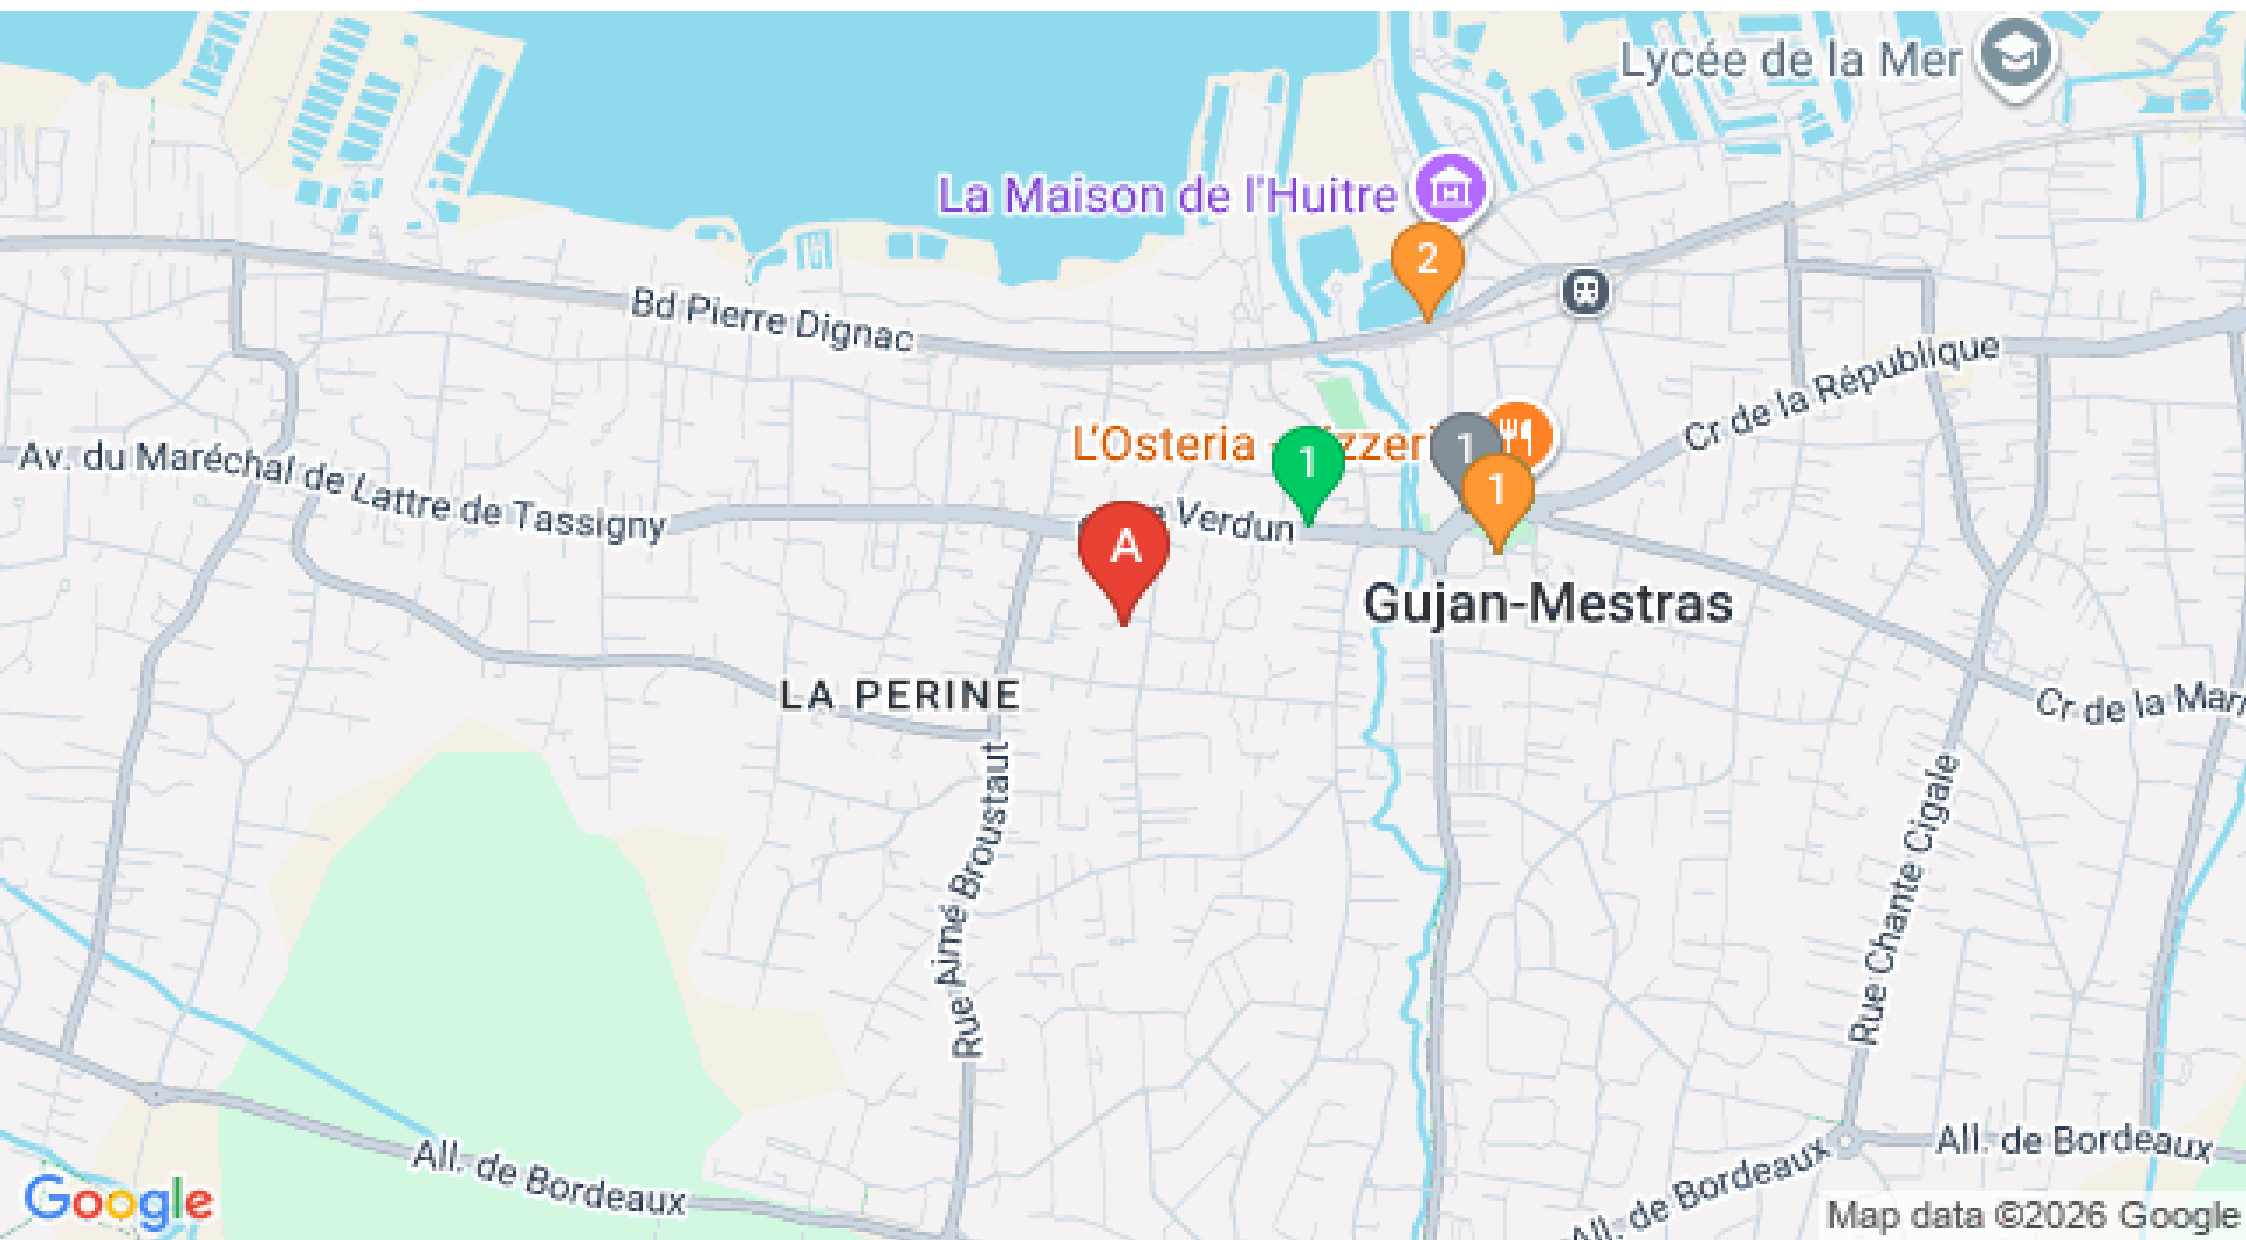 Lycée de la Mer
La Maison de l'Huitre
2
Bd Pierre Dignac
Cr de la République
L'Osteria
1
1
1
Av. du Maréchal de Lattre de Tassigny
Verdun
A
Gujan-Mestras
LA PERINE
Cr de la Mar
Rue Aimé Broustaut
Rue Chante Cigale
All. de Bordeaux
All. de Bordeaux
All. de Bordeaux
Google
Map data ©2026 Google